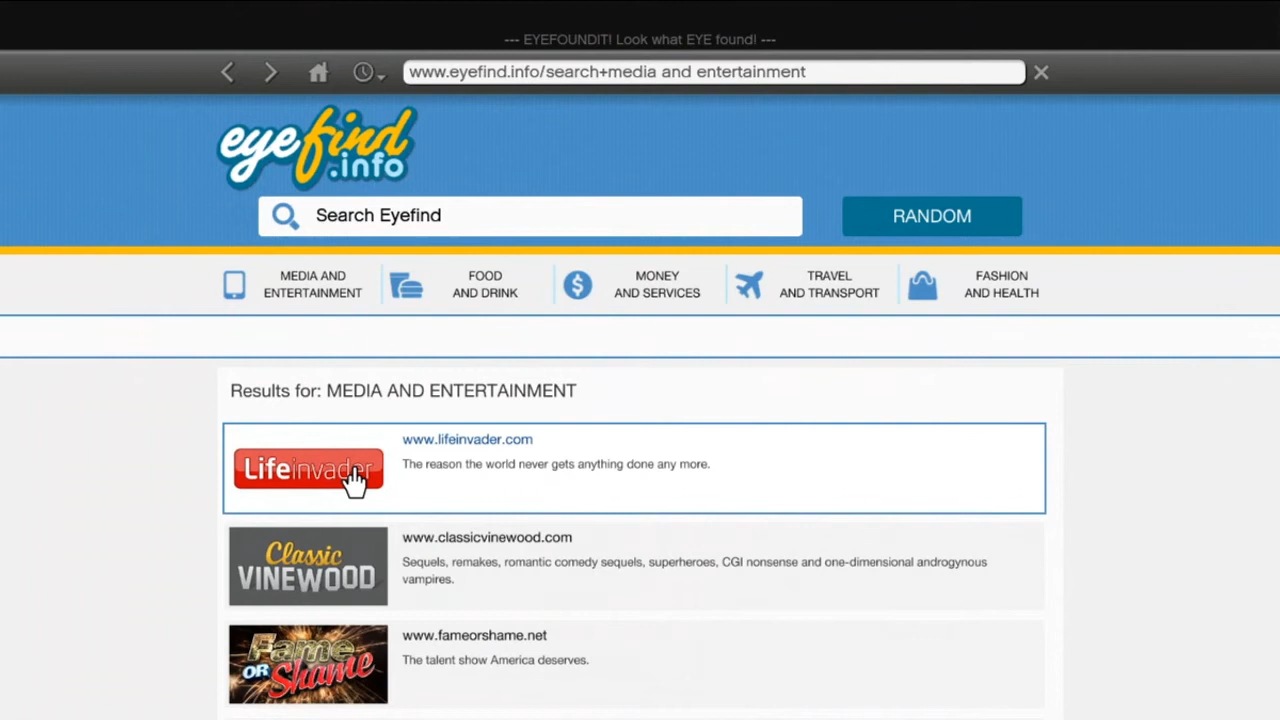 --- EYEFOUNDIT! Look what EYE found! ---
www.eyefind.info/search+media and entertainment
eyefind
.info
Search Eyefind
RANDOM
MEDIA AND
ENTERTAINMENT
FOOD
AND DRINK
MONEY
AND SERVICES
TRAVEL
AND TRANSPORT
FASHION
AND HEALTH
Results for: MEDIA AND ENTERTAINMENT
Lifeinvader
www.lifeinvader.com
The reason the world never gets anything done any more.
Classic
VINEWOOD
www.classicvinewood.com
Sequels, remakes, romantic comedy sequels, superheroes, CGI nonsense and one-dimensional androgynous
vampires.
Fame
OR Shame
www.fameorshame.net
The talent show America deserves.